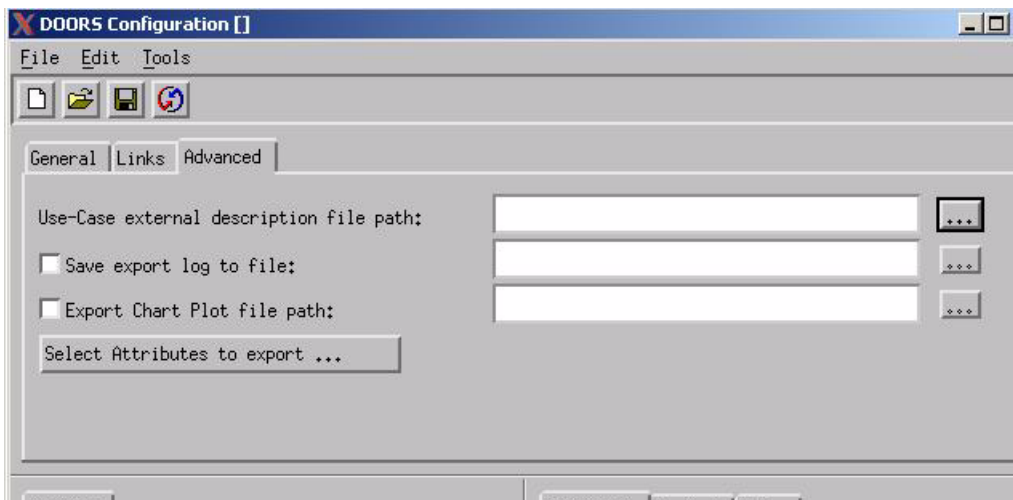 DOORS Configuration []
File Edit Tools
General Links Advanced
Use-Case external description file path:
...
Save export log to file:
...
Export Chart Plot file path:
...
Select Attributes to export ...